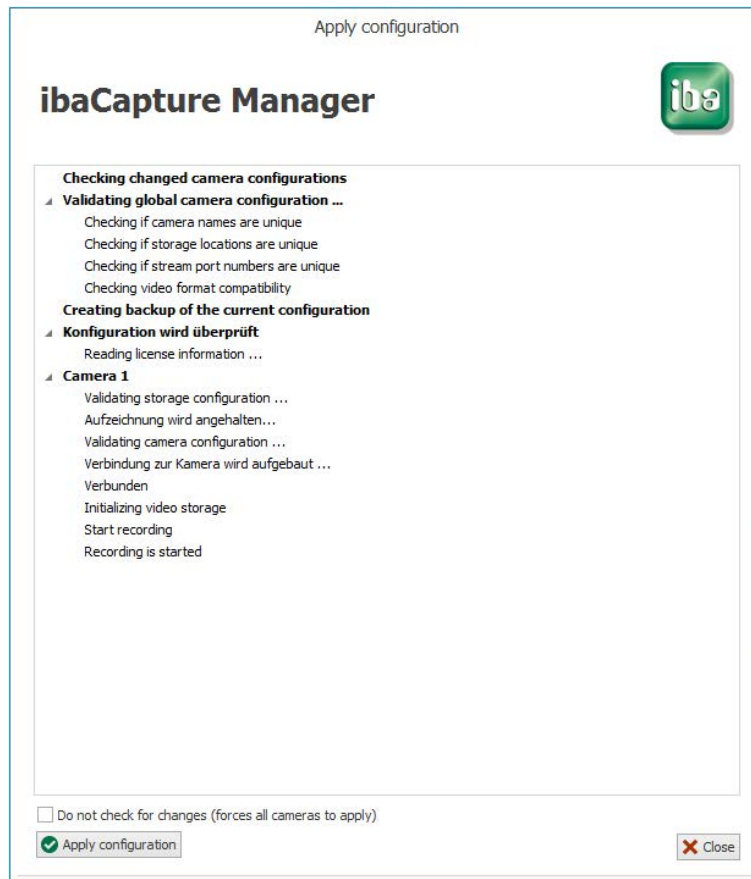 Apply configuration
ibaCapture Manager
iba
Checking changed camera configurations
Validating global camera configuration ...
Checking if camera names are unique
Checking if storage locations are unique
Checking if stream port numbers are unique
Checking video format compatibility
Creating backup of the current configuration
Konfiguration wird überprüft
Reading license information ...
Camera 1
Validating storage configuration ...
Aufzeichnung wird angehalten...
Validating camera configuration ...
Verbindung zur Kamera wird aufgebaut ...
Verbunden
Initializing video storage
Start recording
Recording is started
Do not check for changes (forces all cameras to apply)
Apply configuration
Close